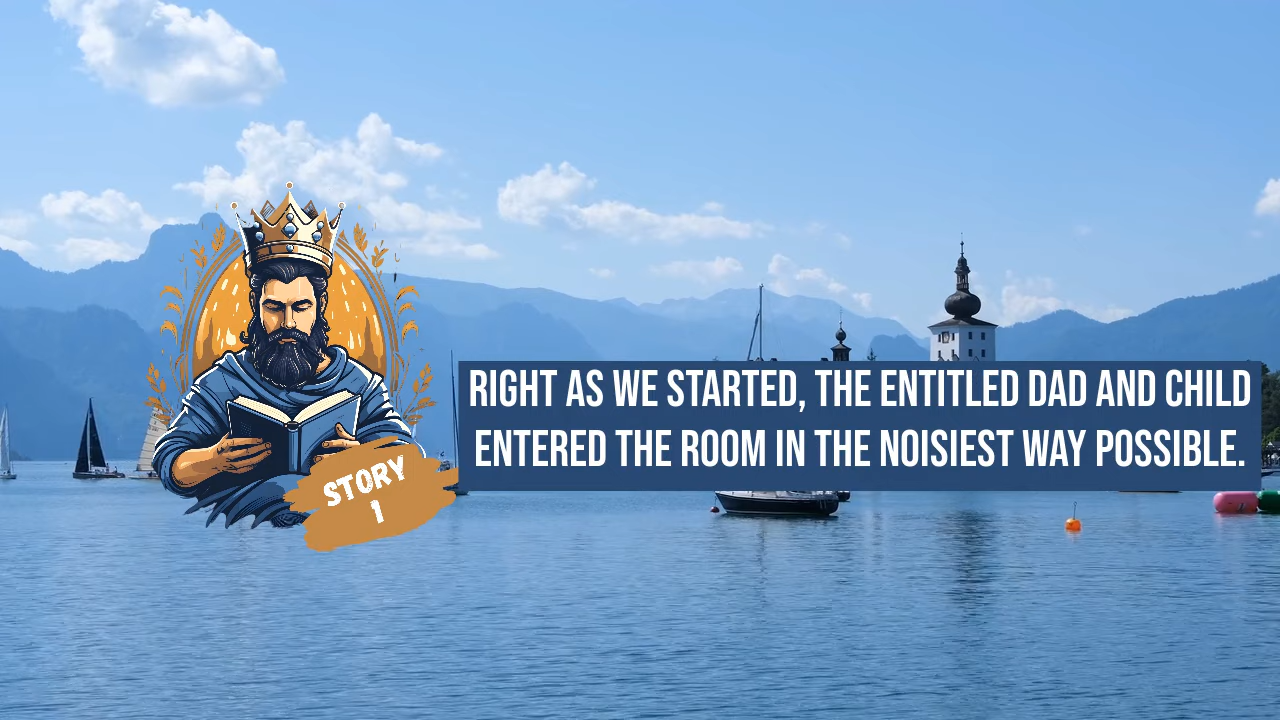 RIGHT AS WE STARTED, THE ENTITLED DAD AND CHILD
ENTERED THE ROOM IN THE NOISIEST WAY POSSIBLE.
STORY
1